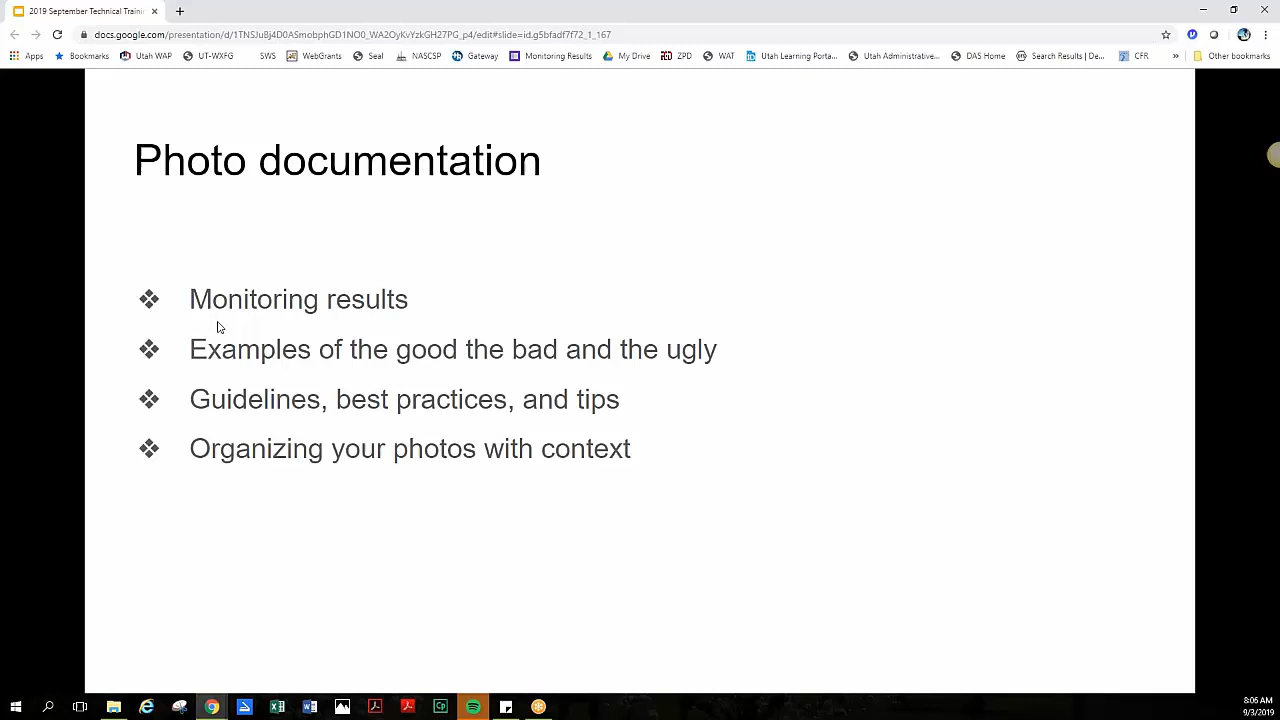 2019 September Technical Traini
docs.google.com/presentation/d/1TNSJuBj4D0ASmobphGD1NO0_WA2OyKvYzkGH27PG_p4/edit#slide=id.g5bfadf7f72_1_167
Apps Bookmarks Utah WAP UT-WXFG SWS WebGrants Seal NASCSP Gateway Monitoring Results My Drive ZPD WAT Utah Learning Porta... Utah Administrative... DAS Home Search Results | De... CFR » Other bookmarks
Photo documentation
❖ Monitoring results
❖ Examples of the good the bad and the ugly
❖ Guidelines, best practices, and tips
❖ Organizing your photos with context
8:06 AM
9/3/2019